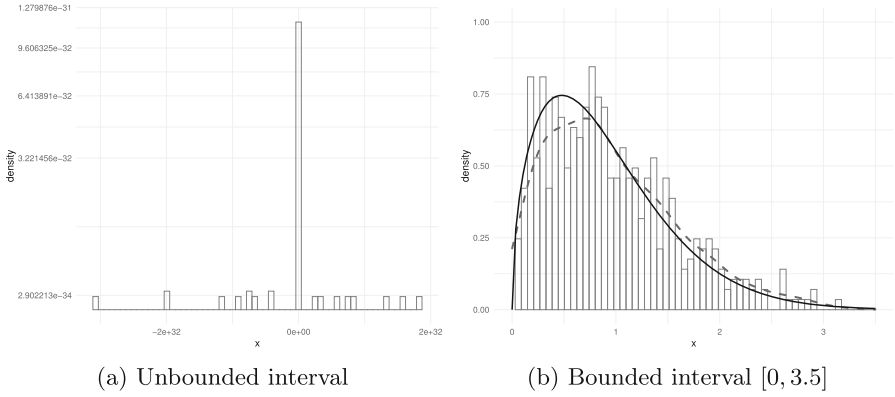 1.279876e−31
9.606325e−32
6.413891e−32
3.221456e−32
2.902213e−34
density
−2e+32
0e+00
2e+32
x
(a) Unbounded interval
1.00
0.75
0.50
0.25
0.00
density
0
1
2
3
x
(b) Bounded interval [0, 3.5]